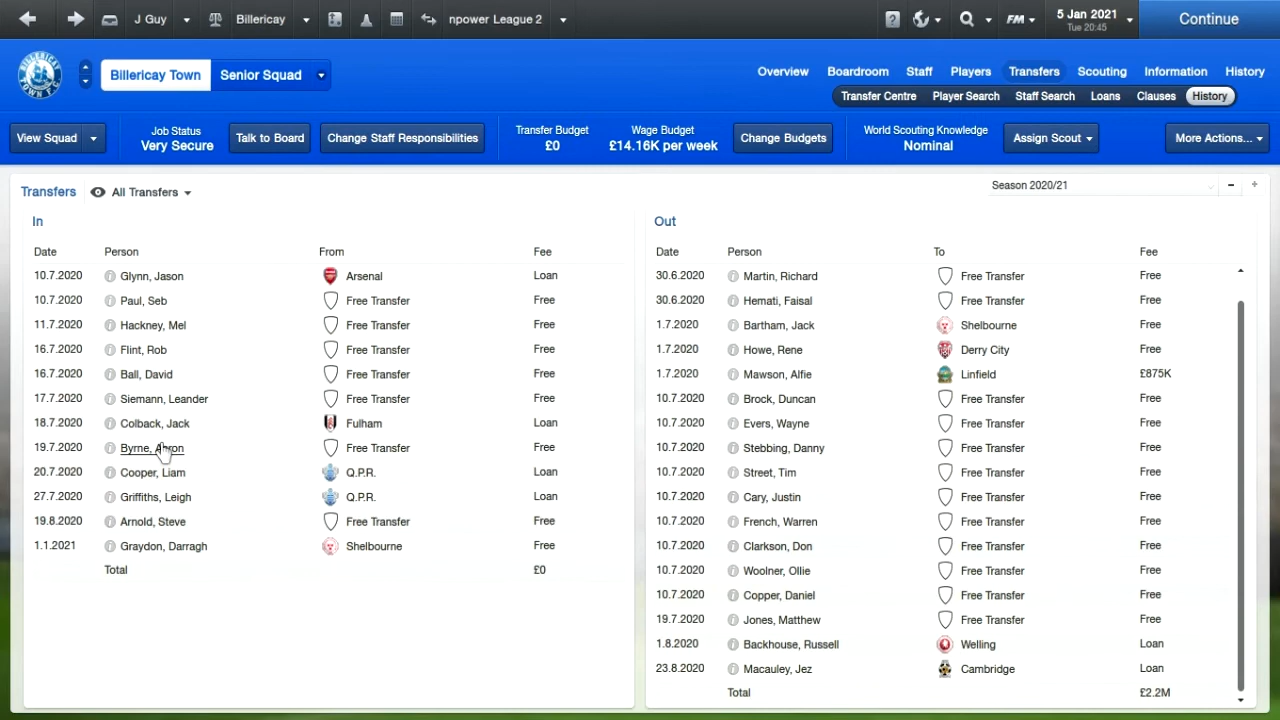 J Guy Billericay npower League 2 ? FM 5 Jan 2021 Continue
Tue 20:45
Billericay Town Senior Squad Overview Boardroom Staff Players Transfers Scouting Information History
Transfer Centre Player Search Staff Search Loans Clauses History
View Squad Job Status Talk to Board Change Staff Responsibilities Transfer Budget Wage Budget Change Budgets World Scouting Knowledge Assign Scout More Actions...
Very Secure £0 £14.16K per week Nominal
Transfers All Transfers Season 2020/21
In Out
Date Person From Fee Date Person To Fee
10.7.2020 Glynn, Jason Arsenal Loan 30.6.2020 Martin, Richard Free Transfer Free
10.7.2020 Paul, Seb Free Transfer Free 30.6.2020 Hemati, Faisal Free Transfer Free
11.7.2020 Hackney, Mel Free Transfer Free 1.7.2020 Bartham, Jack Shelbourne Free
16.7.2020 Flint, Rob Free Transfer Free 1.7.2020 Howe, Rene Derry City Free
16.7.2020 Ball, David Free Transfer Free 1.7.2020 Mawson, Alfie Linfield £875K
17.7.2020 Siemann, Leander Free Transfer Free 10.7.2020 Brock, Duncan Free Transfer Free
18.7.2020 Colback, Jack Fulham Loan 10.7.2020 Evers, Wayne Free Transfer Free
19.7.2020 Byrne, Free Transfer Free 10.7.2020 Stebbing, Danny Free Transfer Free
20.7.2020 Cooper, Liam Q.P.R. Loan 10.7.2020 Street, Tim Free Transfer Free
27.7.2020 Griffiths, Leigh Q.P.R. Loan 10.7.2020 Cary, Justin Free Transfer Free
19.8.2020 Arnold, Steve Free Transfer Free 10.7.2020 French, Warren Free Transfer Free
1.1.2021 Graydon, Darragh Shelbourne Free 10.7.2020 Clarkson, Don Free Transfer Free
Total £0 10.7.2020 Woolner, Ollie Free Transfer Free
10.7.2020 Copper, Daniel Free Transfer Free
19.7.2020 Jones, Matthew Free Transfer Free
1.8.2020 Backhouse, Russell Welling Loan
23.8.2020 Macauley, Jez Cambridge Loan
Total £2.2M